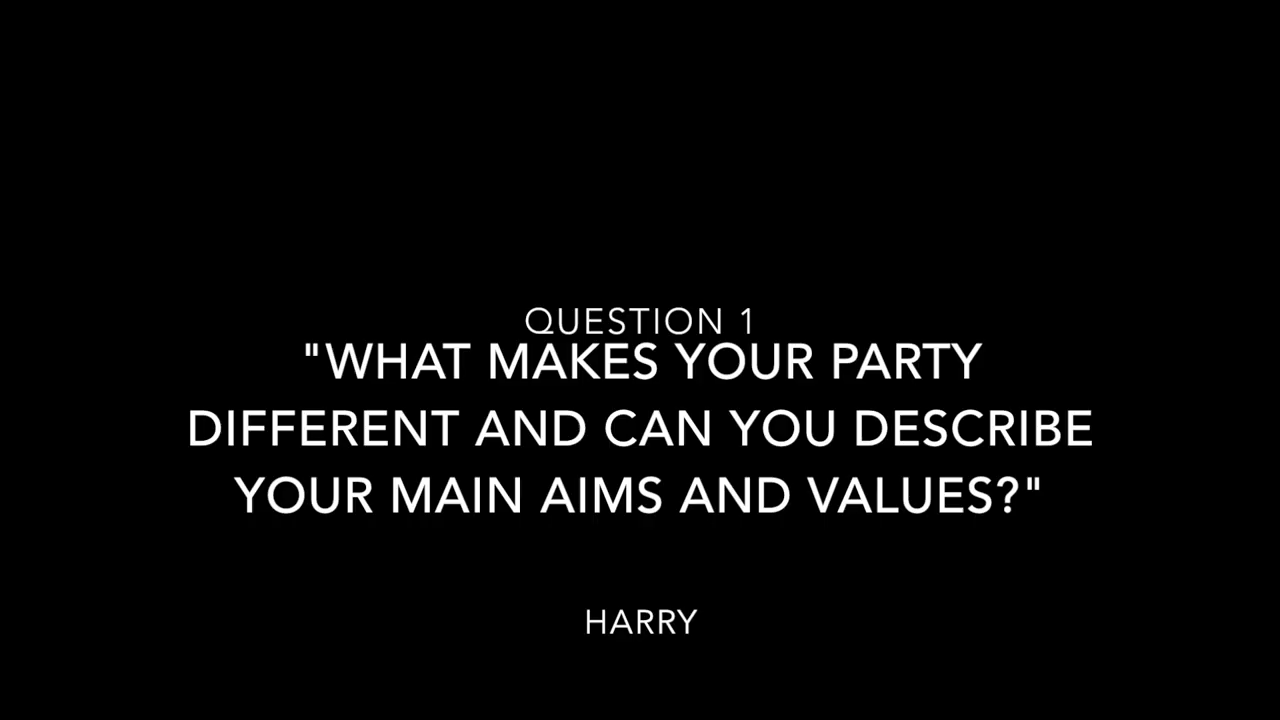 QUESTION 1
"WHAT MAKES YOUR PARTY
DIFFERENT AND CAN YOU DESCRIBE
YOUR MAIN AIMS AND VALUES?"
HARRY